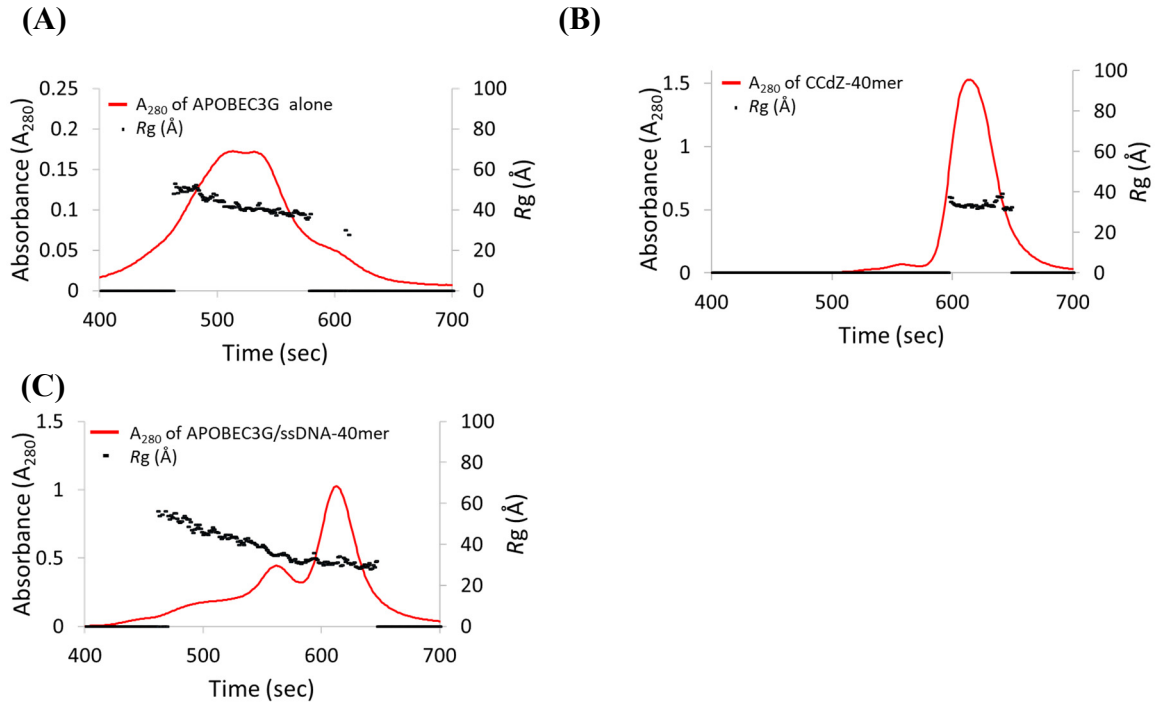 (A)
0.25
0.2
0.15
0.1
0.05
0
100
80
60
40
20
0
400
500
600
700
Absorbance (A280)
Rg (Å)
Time (sec)
A280 of APOBEC3G alone
Rg (Å)
(B)
1.5
1
0.5
0
100
80
60
40
20
0
400
500
600
700
Absorbance (A280)
Rg (Å)
Time (sec)
A280 of CCdZ-40mer
Rg (Å)
(C)
1.5
1
0.5
0
100
80
60
40
20
0
400
500
600
700
Absorbance (A280)
Rg (Å)
Time (sec)
A280 of APOBEC3G/ssDNA-40mer
Rg (Å)